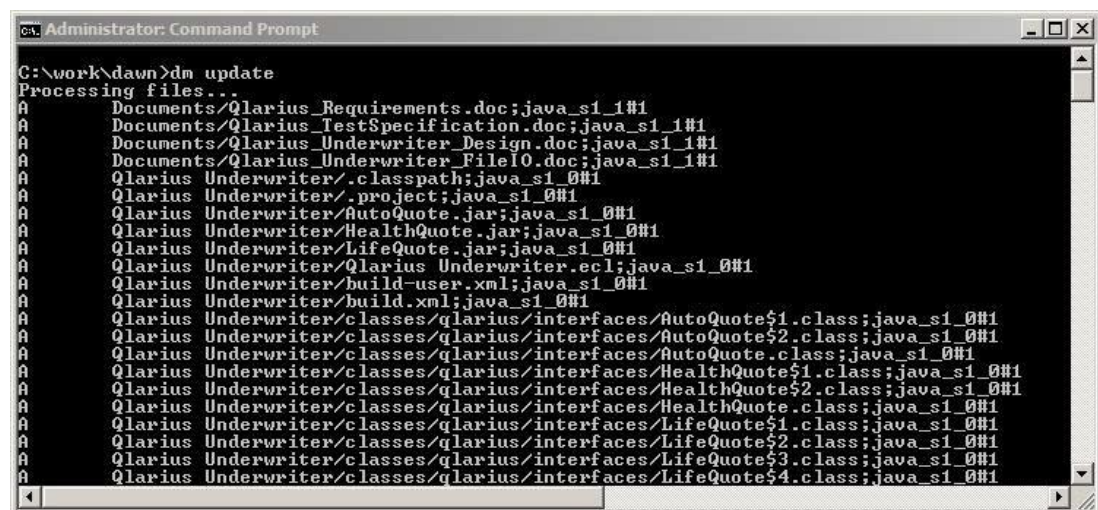 Administrator: Command Prompt
C:\work\dawn>dm update
Processing files...
A Documents/Qlarius_Requirements.doc;java_s1_1#1
A Documents/Qlarius_TestSpecification.doc;java_s1_1#1
A Documents/Qlarius_Underwriter_Design.doc;java_s1_1#1
A Documents/Qlarius_Underwriter_FileIO.doc;java_s1_1#1
A Qlarius Underwriter/.classpath;java_s1_0#1
A Qlarius Underwriter/.project;java_s1_0#1
A Qlarius Underwriter/AutoQuote.jar;java_s1_0#1
A Qlarius Underwriter/HealthQuote.jar;java_s1_0#1
A Qlarius Underwriter/LifeQuote.jar;java_s1_0#1
A Qlarius Underwriter/Qlarius Underwriter.ecl;java_s1_0#1
A Qlarius Underwriter/build-user.xml;java_s1_0#1
A Qlarius Underwriter/build.xml;java_s1_0#1
A Qlarius Underwriter/classes/qlarius/interfaces/AutoQuote$1.class;java_s1_0#1
A Qlarius Underwriter/classes/qlarius/interfaces/AutoQuote$2.class;java_s1_0#1
A Qlarius Underwriter/classes/qlarius/interfaces/AutoQuote.class;java_s1_0#1
A Qlarius Underwriter/classes/qlarius/interfaces/HealthQuote$1.class;java_s1_0#1
A Qlarius Underwriter/classes/qlarius/interfaces/HealthQuote$2.class;java_s1_0#1
A Qlarius Underwriter/classes/qlarius/interfaces/HealthQuote.class;java_s1_0#1
A Qlarius Underwriter/classes/qlarius/interfaces/LifeQuote$1.class;java_s1_0#1
A Qlarius Underwriter/classes/qlarius/interfaces/LifeQuote$2.class;java_s1_0#1
A Qlarius Underwriter/classes/qlarius/interfaces/LifeQuote$3.class;java_s1_0#1
A Qlarius Underwriter/classes/qlarius/interfaces/LifeQuote$4.class;java_s1_0#1